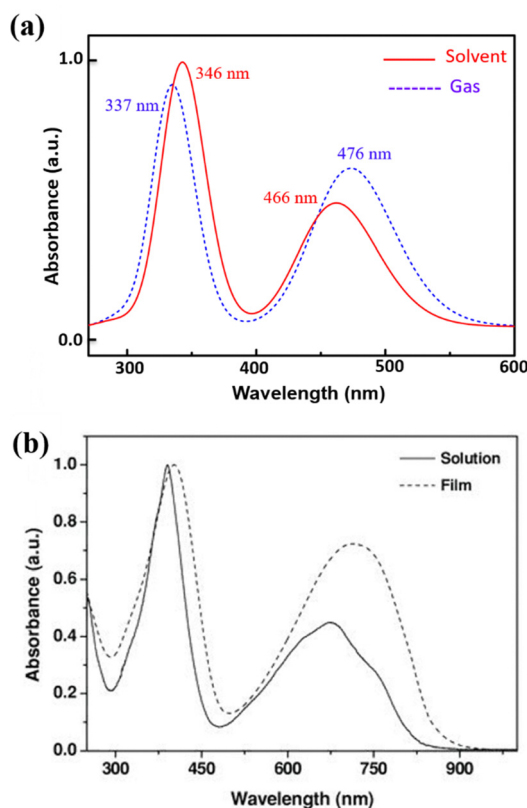 (a)
Solvent
Gas
1.0
346 nm
337 nm
476 nm
466 nm
Absorbance (a.u.)
0.0
300 400 500 600
Wavelength (nm)
(b)
Solution
Film
1.0
0.8
0.6
0.4
0.2
0.0
Absorbance (a.u.)
300 450 600 750 900
Wavelength (nm)